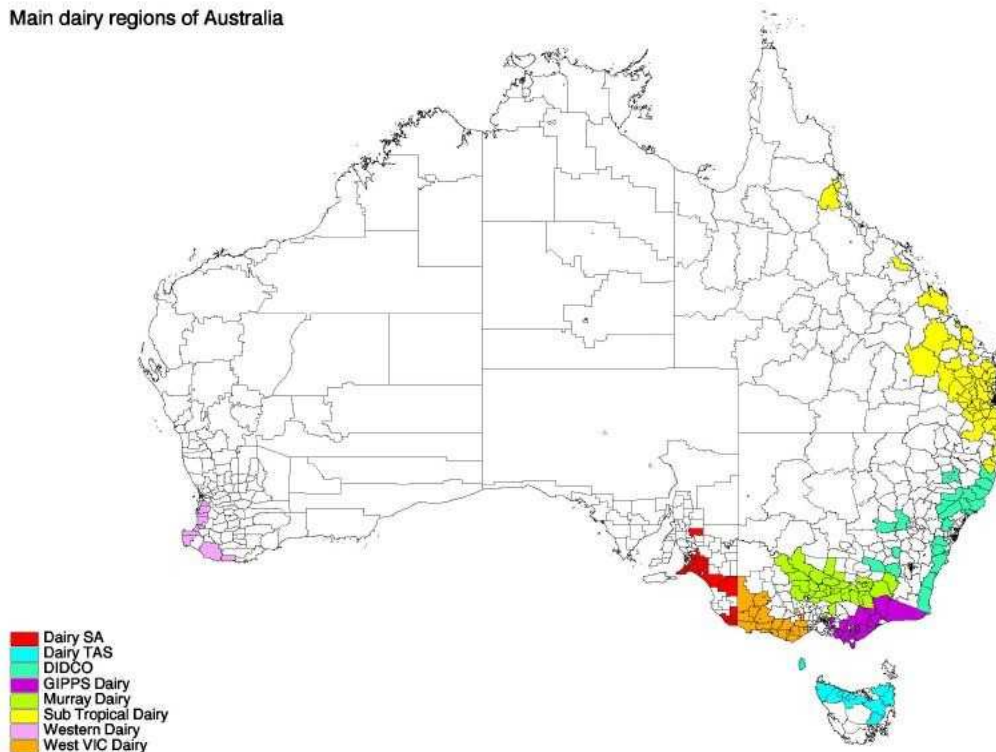 Main dairy regions of Australia
Dairy SA
Dairy TAS
DIDCO
GIPPS Dairy
Murray Dairy
Sub Tropical Dairy
Western Dairy
West VIC Dairy